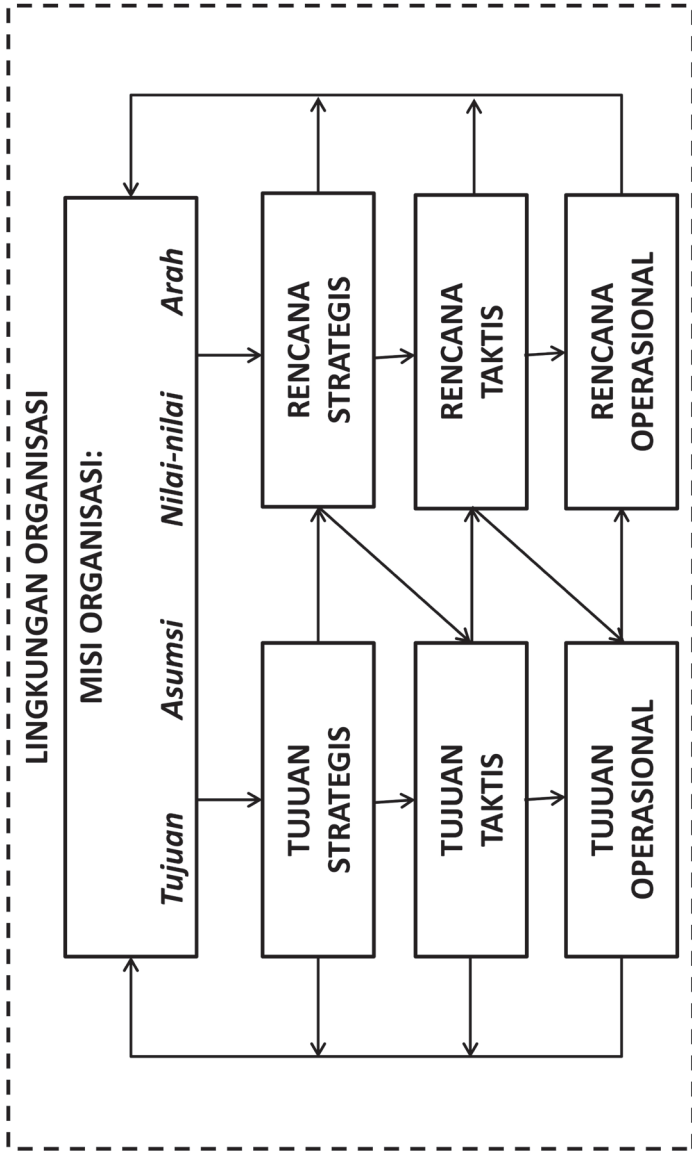 LINGKUNGAN ORGANISASI
MISI ORGANISASI:
Tujuan Asumsi Nilai-nilai Arah
TUJUAN
STRATEGIS
RENCANA
STRATEGIS
TUJUAN
TAKTIS
RENCANA
TAKTIS
TUJUAN
OPERASIONAL
RENCANA
OPERASIONAL